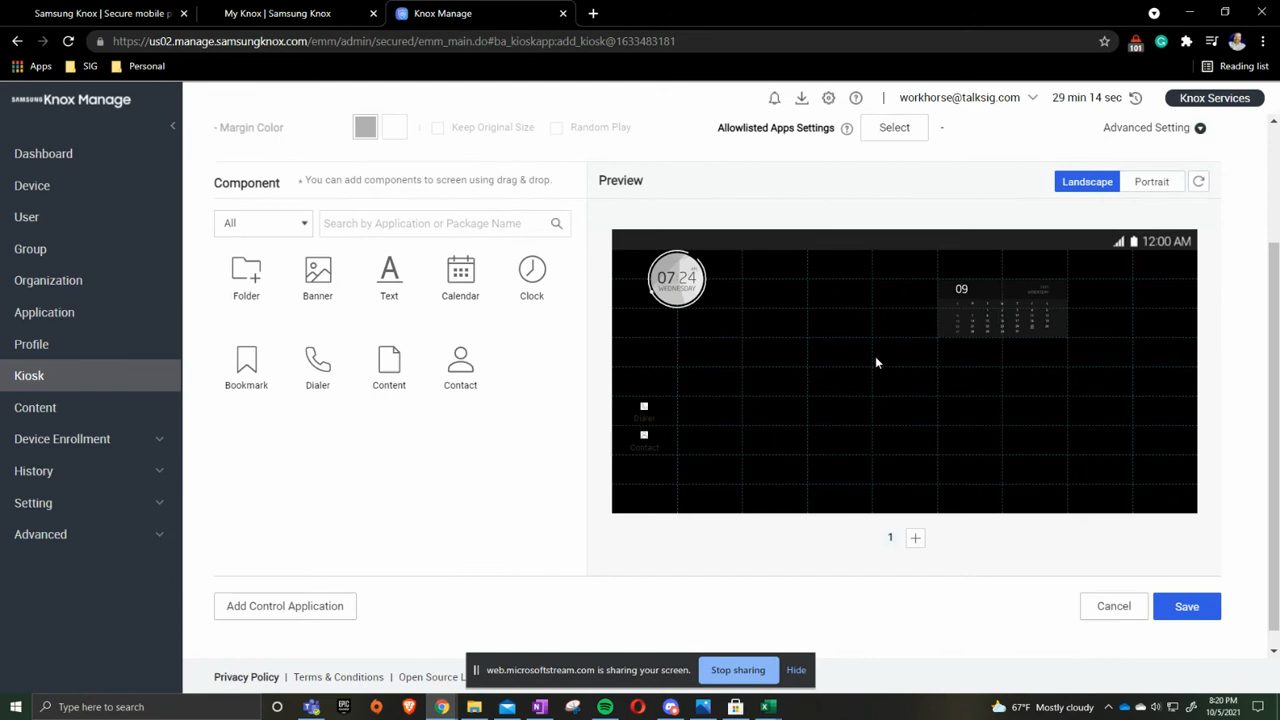 Samsung Knox | Secure mobile p
My Knox | Samsung Knox
Knox Manage
https://us02.manage.samsungknox.com/emm/admin/secured/emm_main.do#ba_kioskapp:add_kiosk@1633483181
101
Apps SIG Personal Reading list
SAMSUNG Knox Manage
workhorse@talksig.com 29 min 14 sec Knox Services
- Margin Color Keep Original Size Random Play Allowlisted Apps Settings ? Select - Advanced Setting
Dashboard
Device
User
Group
Organization
Application
Profile
Kiosk
Content
Device Enrollment
History
Setting
Advanced
Component * You can add components to screen using drag & drop.
All Search by Application or Package Name
Folder Banner Text Calendar Clock
Bookmark Dialer Content Contact
Preview Landscape Portrait
12:00 AM
07 24
WEDNESDAY
09
Dialer
Contact
1 +
Add Control Application Cancel Save
Privacy Policy | Terms & Conditions | Open Source L
web.microsoftstream.com is sharing your screen. Stop sharing Hide
Type here to search
67°F Mostly cloudy
8:20 PM
10/5/2021